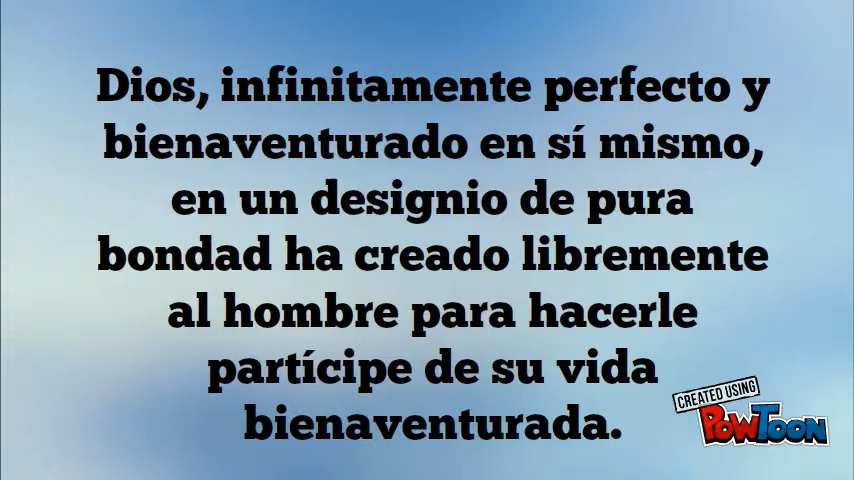 Dios, infinitamente perfecto y
bienaventurado en sí mismo,
en un designio de pura
bondad ha creado libremente
al hombre para hacerle
partícipe de su vida
bienaventurada.
CREATED USING
POWTOON